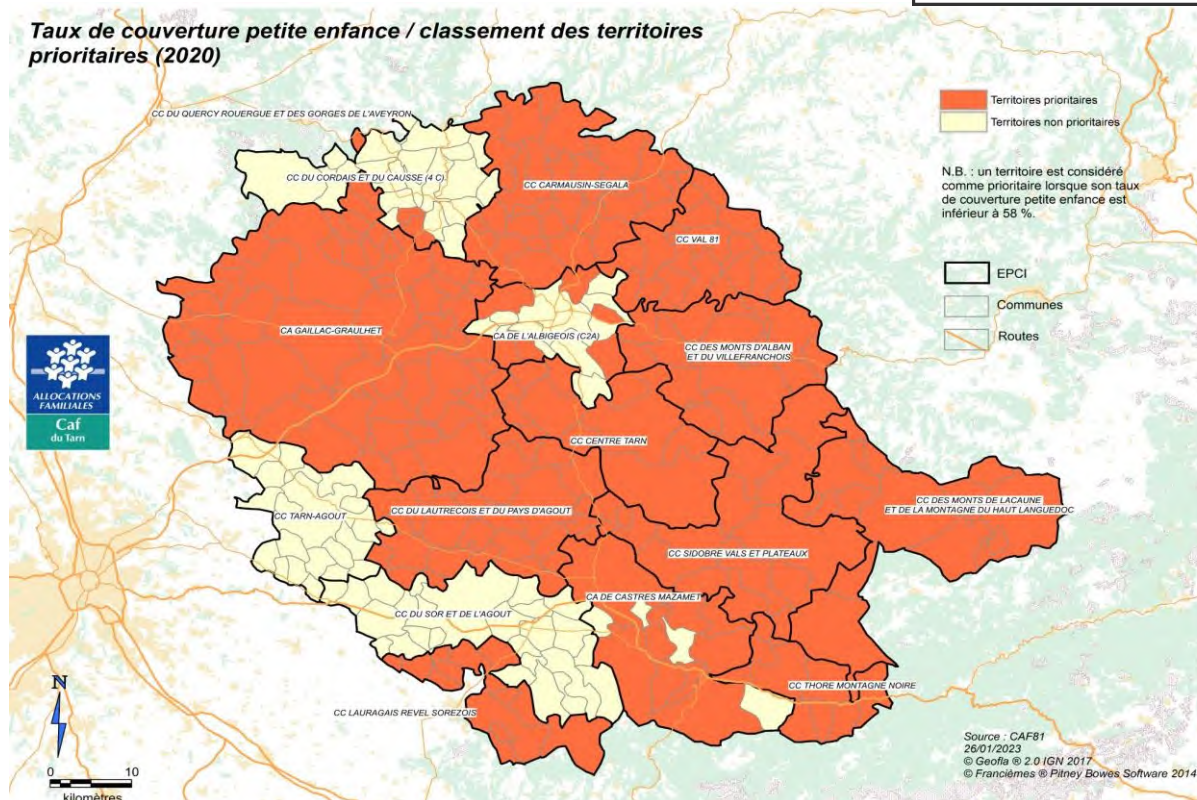 Taux de couverture petite enfance / classement des territoires
prioritaires (2020)
CC DU QUERCY ROUERGUE ET DES GORGES DE L'AVEYRON
CC DU CORDAIS ET DU CAUSSE (4 C)
CC CARMAUSIN-SEGALA
Territoires prioritaires
Territoires non prioritaires
N.B. : un territoire est considéré
comme prioritaire lorsque son taux
de couverture petite enfance est
inférieur à 58 %.
CC VAL 81
EPCI
Communes
Routes
CA GAILLAC-GRAULHET
CA DE L'ALBIGEOIS (C2A)
CC DES MONTS D'ALBAN
ET DU VILLEFRANCHOIS
ALLOCATIONS
FAMILIALES
Caf
du Tarn
CC CENTRE TARN
CC DES MONTS DE LACAUNE
ET DE LA MONTAGNE DU HAUT LANGUEDOC
CC TARN-AGOUT
CC DU LAUTRECOIS ET DU PAYS D'AGOUT
CC SIDOBRE VALS ET PLATEAUX
CA DE CASTRES MAZAMET
CC DU SOR ET DE L'AGOUT
CC THORE MONTAGNE NOIRE
CC LAURAGAIS REVEL SOREZOIS
N
0 10
kilomètres
Source : CAF81
26/01/2023
© Geofla ® 2.0 IGN 2017
© Francièmes ® Pitney Bowes Software 2014